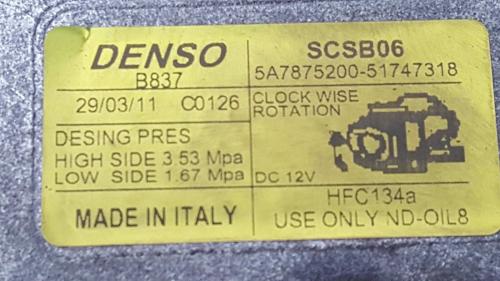 DENSO
B837
SCSB06
5A7875200-51747318
29/03/11 C0126
CLOCK WISE
ROTATION
DESING PRES
HIGH SIDE 3.53 Mpa
LOW SIDE 1.67 Mpa
DC 12V
HFC134a
MADE IN ITALY
USE ONLY ND-OIL8